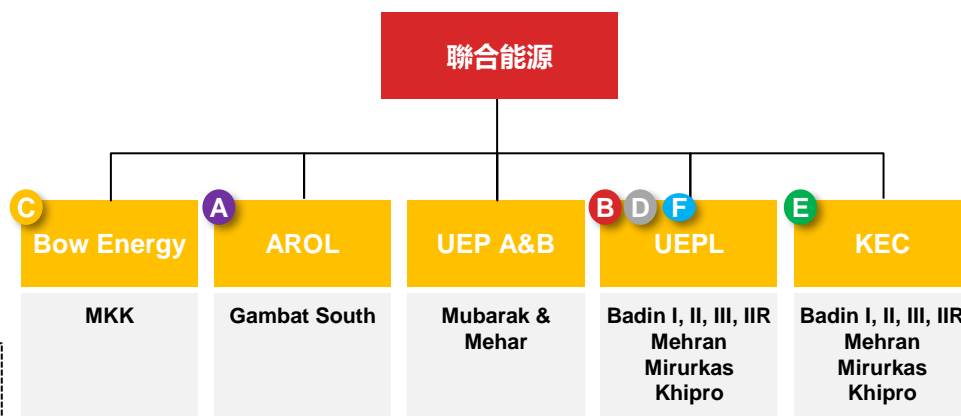 聯合能源
C
Bow Energy
MKK
A
AROL
Gambat South
UEP A&B
Mubarak &
Mehar
B D F
UEPL
Badin I, II, III, IIR
Mehran
Mirurkas
Khipro
E
KEC
Badin I, II, III, IIR
Mehran
Mirurkas
Khipro